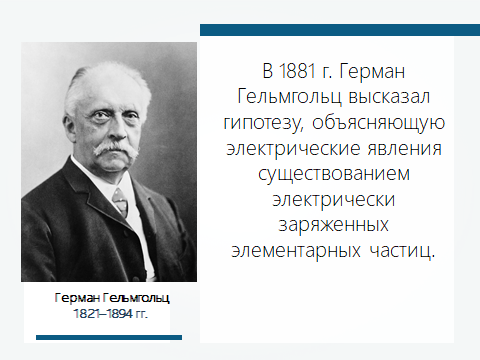 В 1881 г. Герман
Гельмгольц высказал
гипотезу, объясняющую
электрические явления
существованием
электрически
заряженных
элементарных частиц.
Герман Гельмгольц
1821–1894 гг.